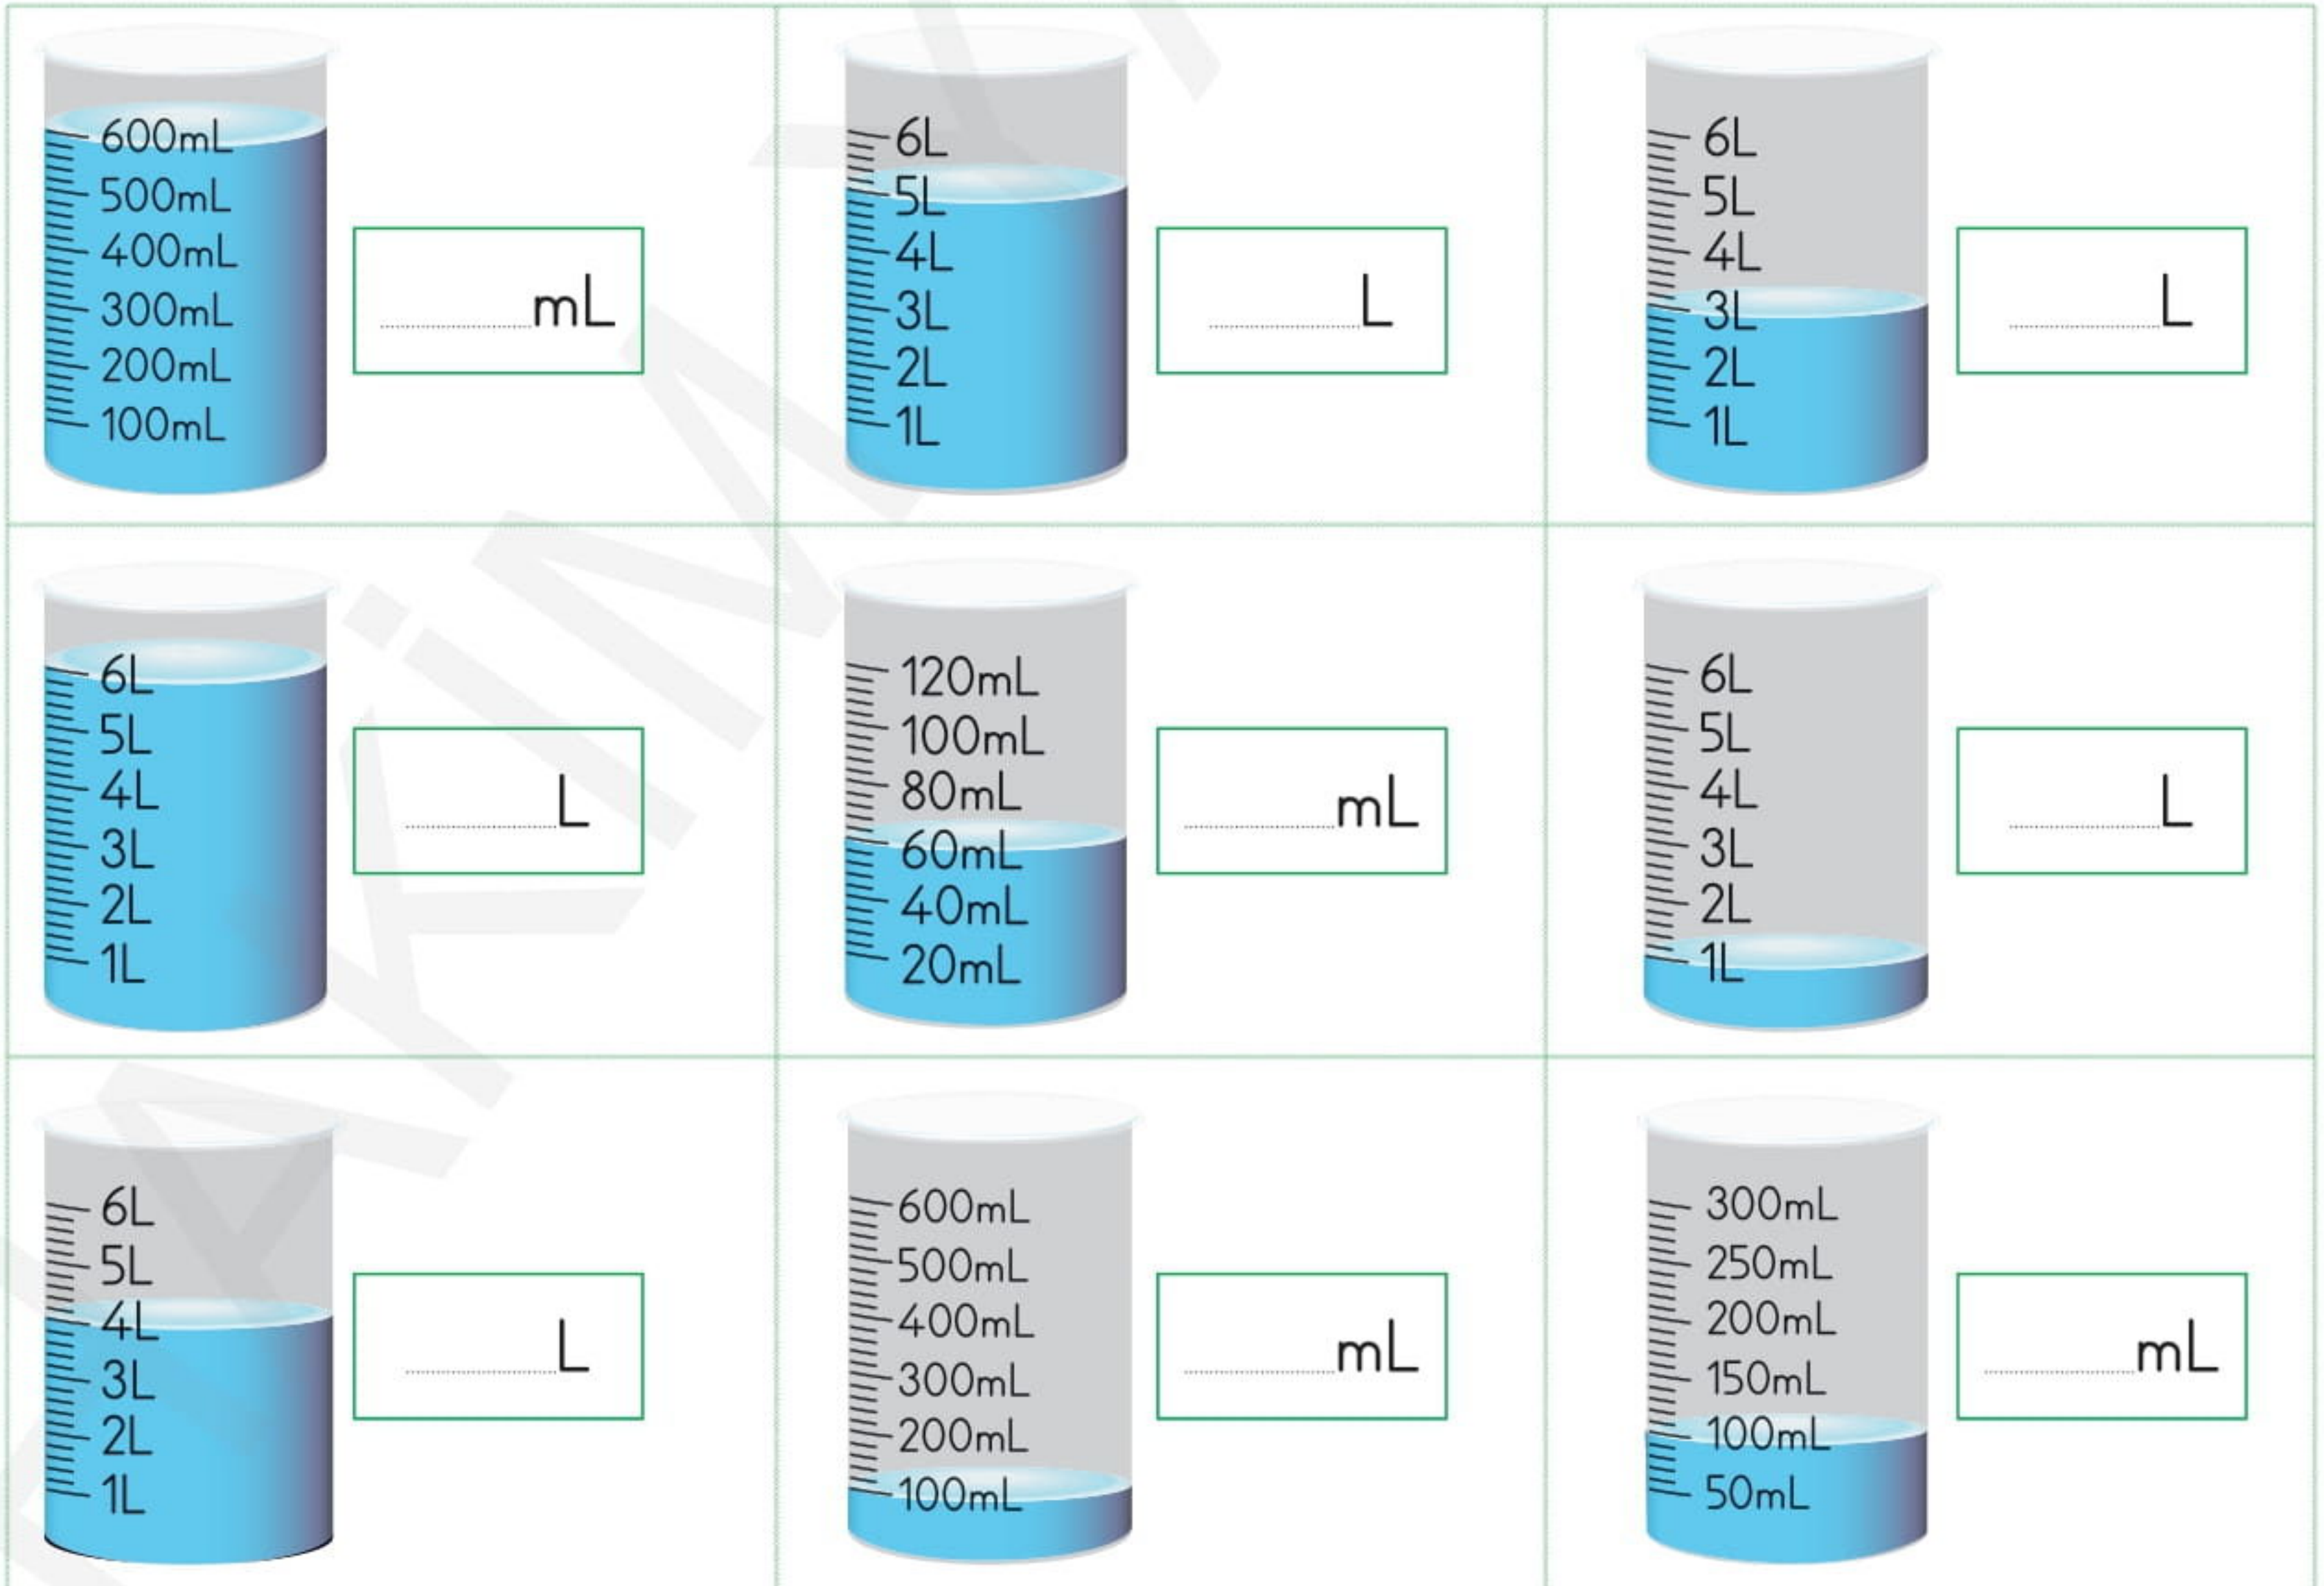 600mL
500mL
400mL
300mL
200mL
100mL
....................mL
6L
5L
4L
3L
2L
1L
....................L
6L
5L
4L
3L
2L
1L
....................L
6L
5L
4L
3L
2L
1L
....................L
120mL
100mL
80mL
60mL
40mL
20mL
....................mL
6L
5L
4L
3L
2L
1L
....................L
6L
5L
4L
3L
2L
1L
....................L
600mL
500mL
400mL
300mL
200mL
100mL
....................mL
300mL
250mL
200mL
150mL
100mL
50mL
....................mL